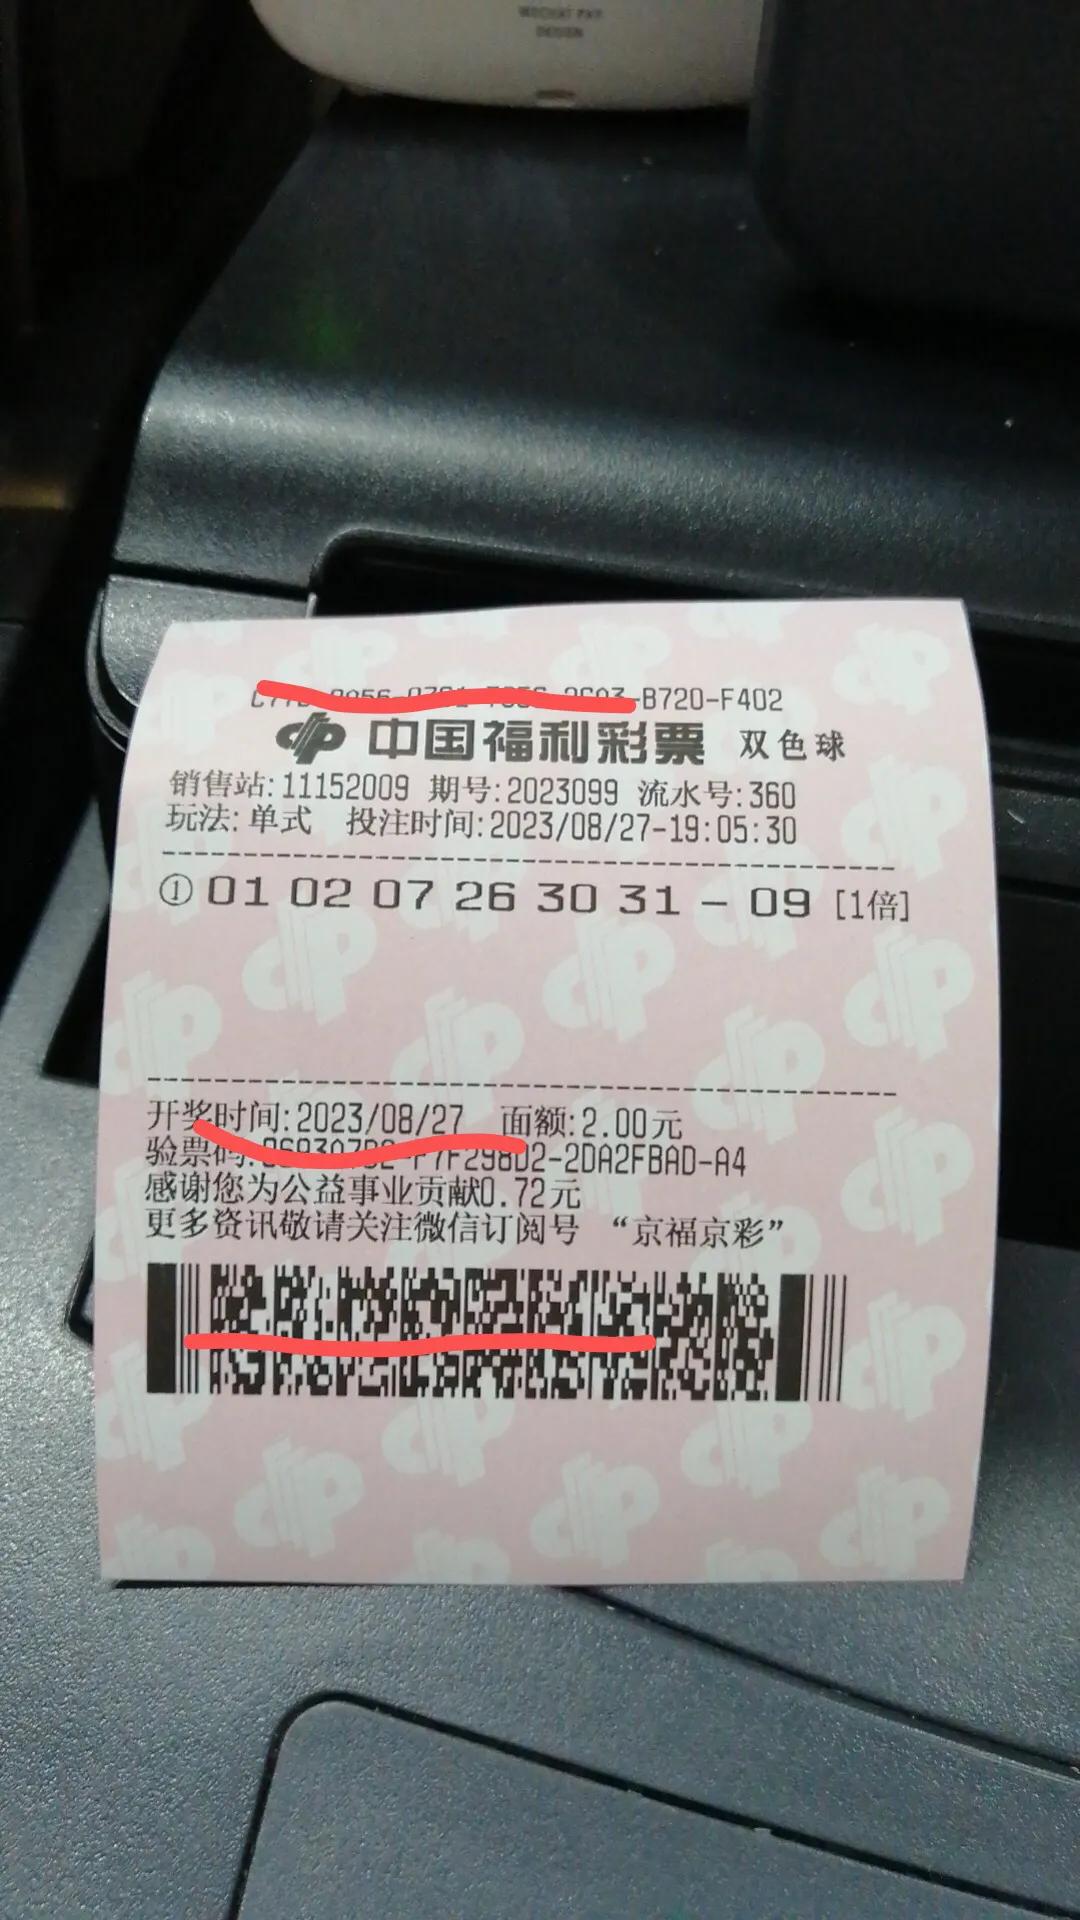 WECHAT PAY
DESIGN
-B720-F402
中国福利彩票 双色球
销售站:11152009 期号:2023099 流水号:360
玩法:单式 投注时间:2023/08/27-19:05:30
① 01 02 07 26 30 31 - 09 [1倍]
开奖时间:2023/08/27 面额:2.00元
验票码: -2DA2FBAD-A4
感谢您为公益事业贡献0.72元
更多资讯敬请关注微信订阅号 “京福京彩”